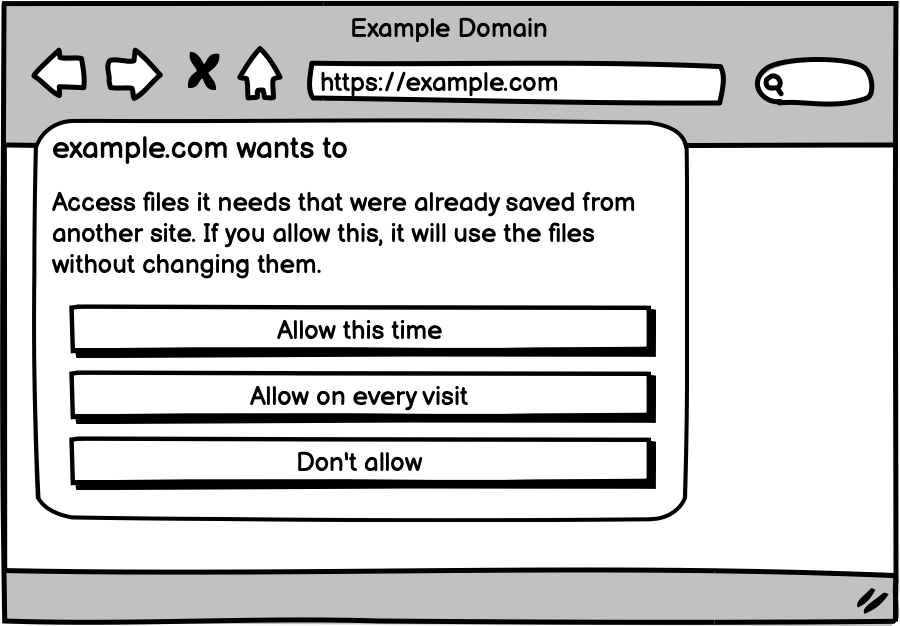 Example Domain
https://example.com
example.com wants to
Access files it needs that were already saved from
another site. If you allow this, it will use the files
without changing them.
Allow this time
Allow on every visit
Don't allow